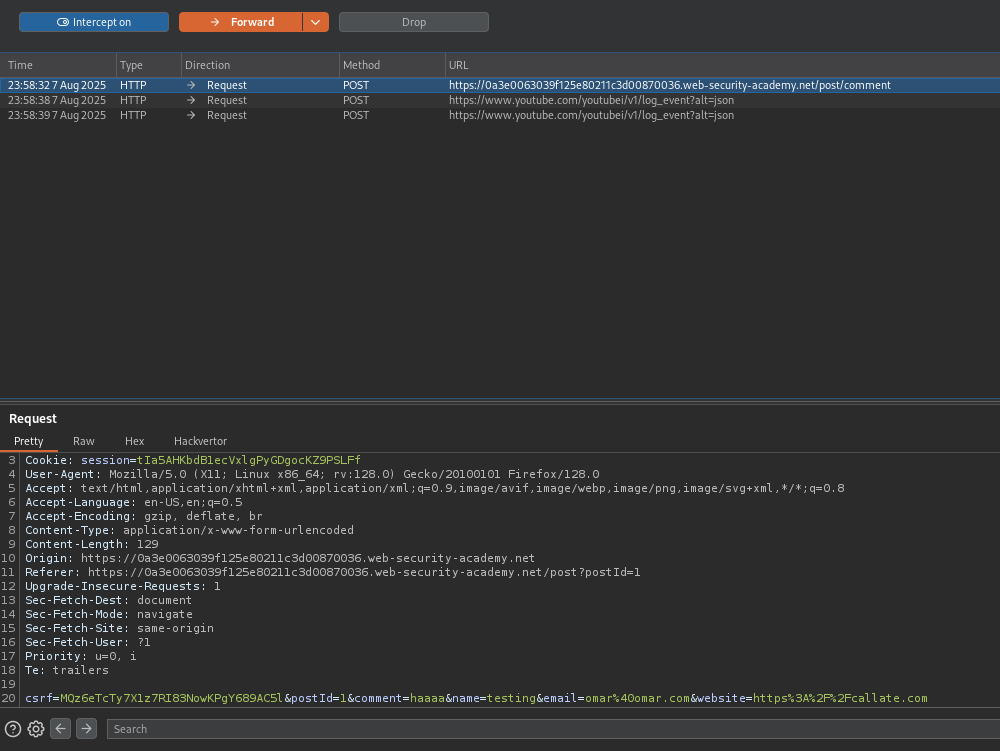 Intercept on Forward Drop
Time Type Direction Method URL
23:58:32 7 Aug 2025 HTTP → Request POST https://0a3e0063039f125e80211c3d00870036.web-security-academy.net/post/comment
23:58:38 7 Aug 2025 HTTP → Request POST https://www.youtube.com/youtubei/v1/log_event?alt=json
23:58:39 7 Aug 2025 HTTP → Request POST https://www.youtube.com/youtubei/v1/log_event?alt=json
Request
Pretty Raw Hex Hackvertor
3 Cookie: session=tIa5AHKbdBlecVxlgPyGDgocKZ9PSLFf
4 User-Agent: Mozilla/5.0 (X11; Linux x86_64; rv:128.0) Gecko/20100101 Firefox/128.0
5 Accept: text/html,application/xhtml+xml,application/xml;q=0.9,image/avif,image/webp,image/png,image/svg+xml,*/*;q=0.8
6 Accept-Language: en-US,en;q=0.5
7 Accept-Encoding: gzip, deflate, br
8 Content-Type: application/x-www-form-urlencoded
9 Content-Length: 129
10 Origin: https://0a3e0063039f125e80211c3d00870036.web-security-academy.net
11 Referer: https://0a3e0063039f125e80211c3d00870036.web-security-academy.net/post?postId=1
12 Upgrade-Insecure-Requests: 1
13 Sec-Fetch-Dest: document
14 Sec-Fetch-Mode: navigate
15 Sec-Fetch-Site: same-origin
16 Sec-Fetch-User: ?1
17 Priority: u=0, i
18 Te: trailers
19
20 csrf=MQz6eTcTy7X1z7RI83NowKPgY689AC5l&postId=1&comment=haaaa&name=testing&email=omar%40omar.com&website=https%3A%2F%2Fcallate.com
Search